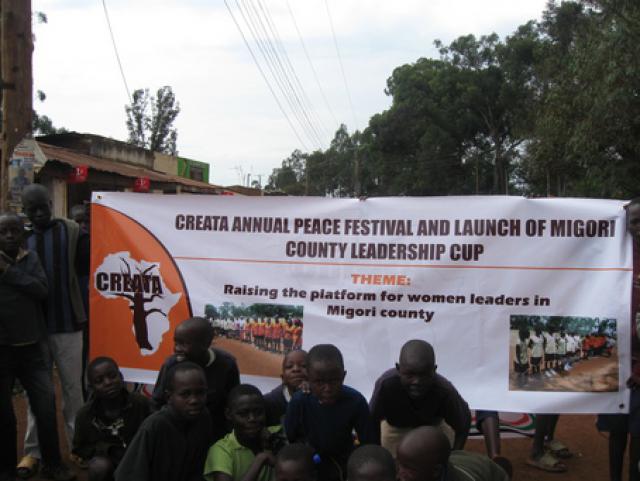 CREATA ANNUAL PEACE FESTIVAL AND LAUNCH OF MIGORI
COUNTY LEADERSHIP CUP
THEME:
Raising the platform for women leaders in
Migori county
CREATA